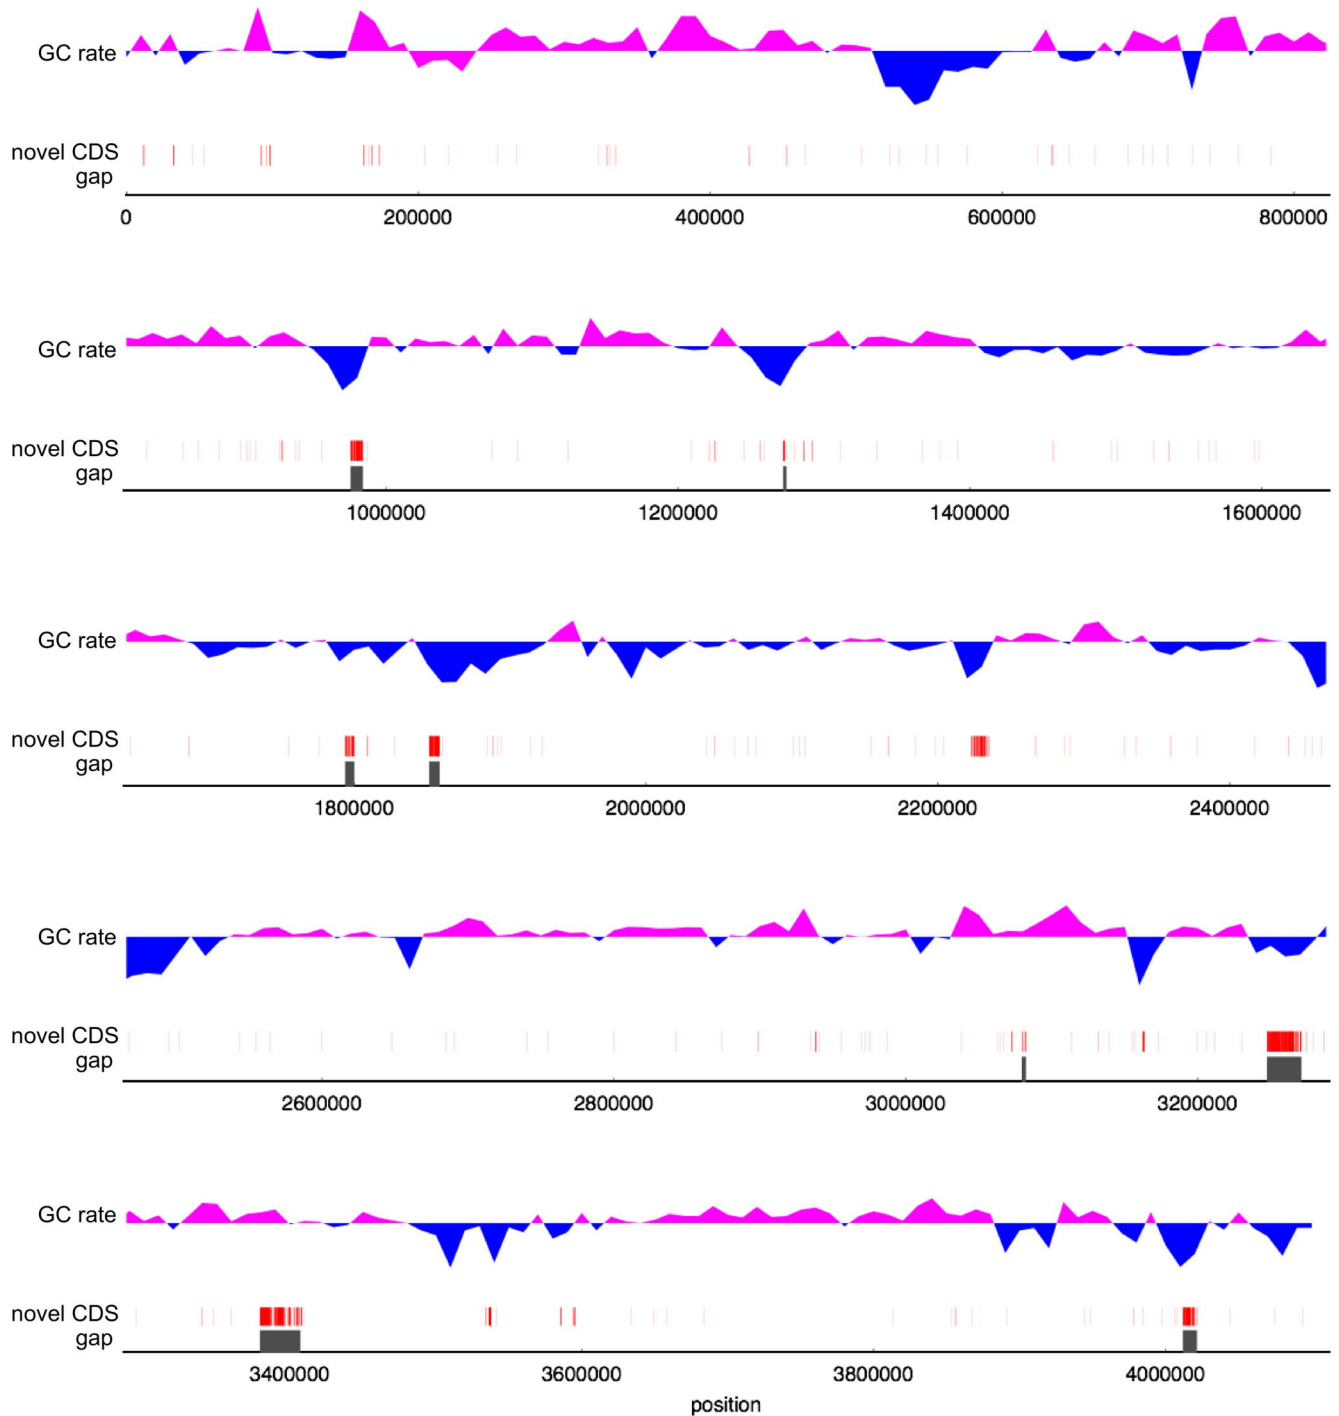 GC rate
novel CDS
gap
0 200000 400000 600000 800000
GC rate
novel CDS
gap
1000000 1200000 1400000 1600000
GC rate
novel CDS
gap
1800000 2000000 2200000 2400000
GC rate
novel CDS
gap
2600000 2800000 3000000 3200000
GC rate
novel CDS
gap
3400000 3600000 3800000 4000000
position